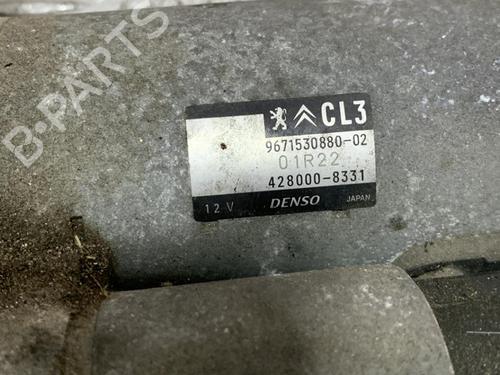 B-PARTS
CL3
9671530880-02
01R22
428000-8331
12V DENSO JAPAN